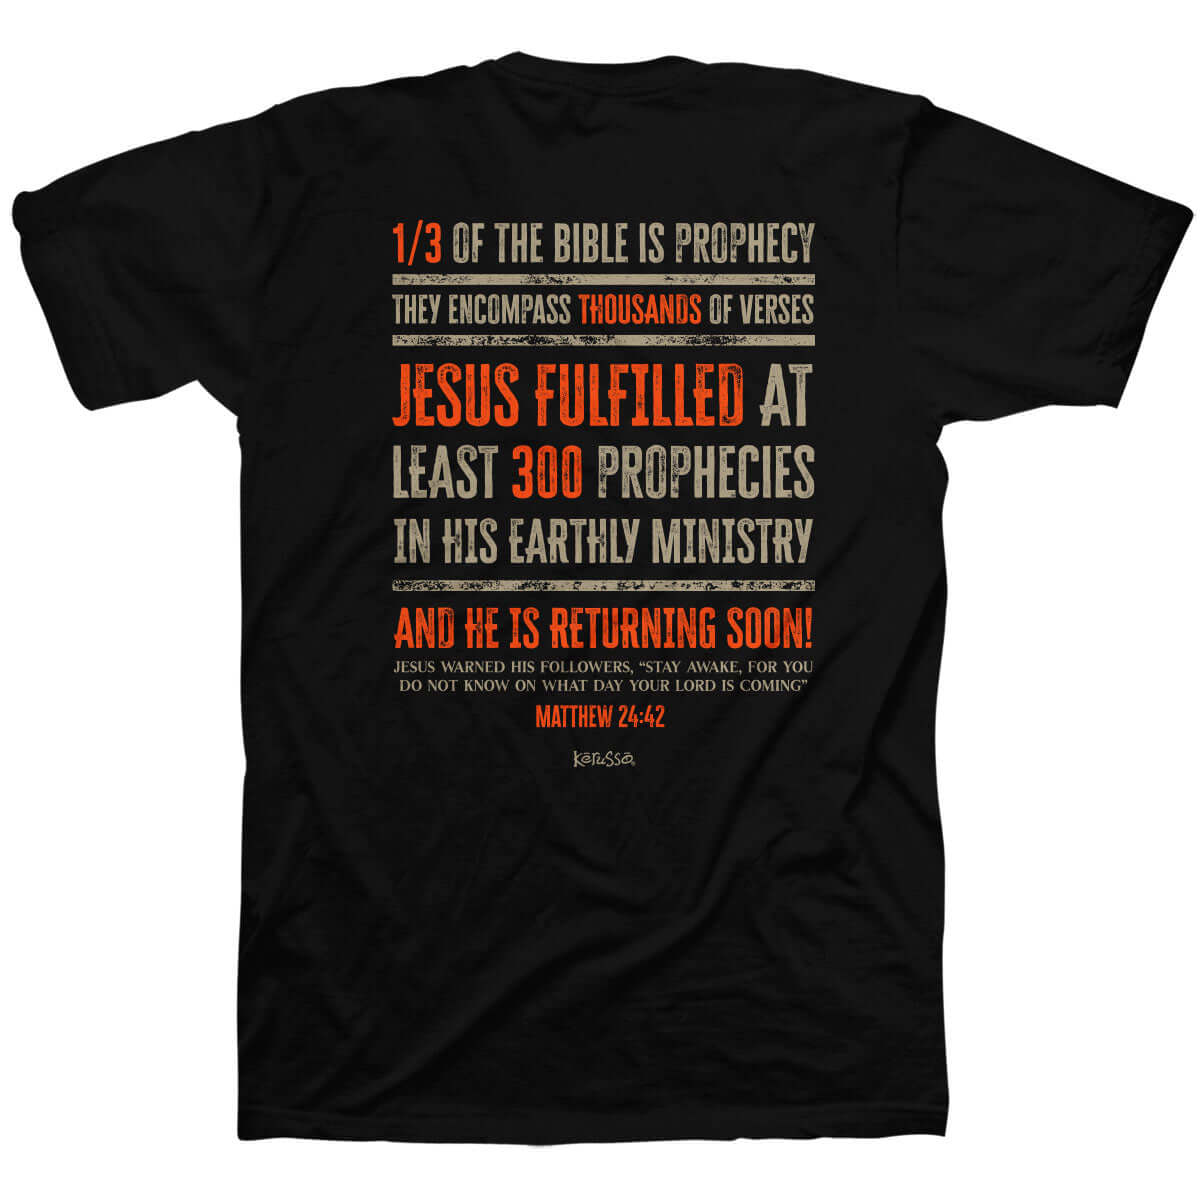 1/3 OF THE BIBLE IS PROPHECY
THEY ENCOMPASS THOUSANDS OF VERSES
JESUS FULFILLED AT
LEAST 300 PROPHECIES
IN HIS EARTHLY MINISTRY
AND HE IS RETURNING SOON!
JESUS WARNED HIS FOLLOWERS, “STAY AWAKE, FOR YOU
DO NOT KNOW ON WHAT DAY YOUR LORD IS COMING”
MATTHEW 24:42
kērussō®